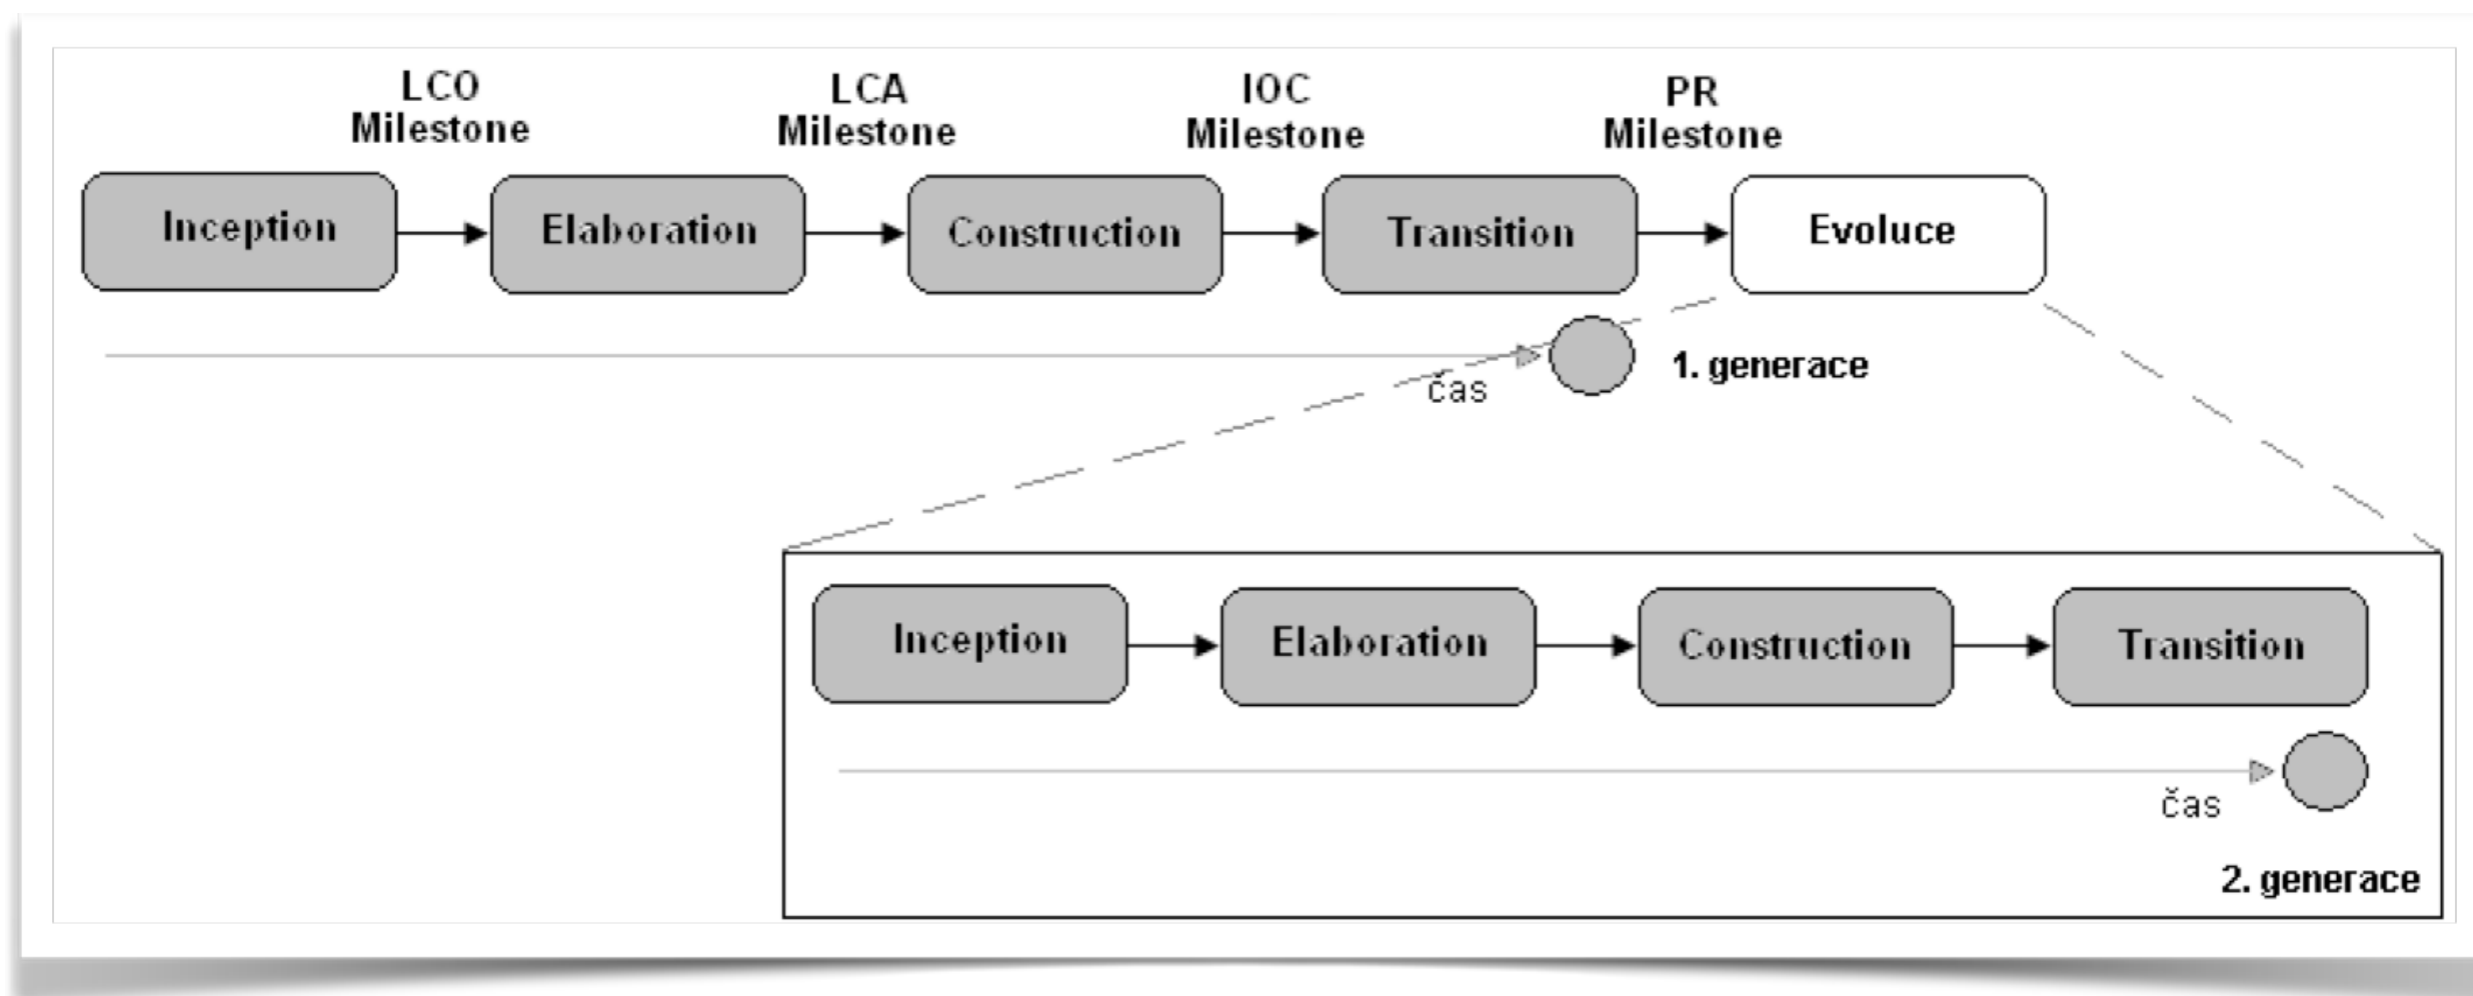 LCO
Milestone
LCA
Milestone
IOC
Milestone
PR
Milestone
Inception
Elaboration
Construction
Transition
Evoluce
čas
1. generace
Inception
Elaboration
Construction
Transition
čas
2. generace